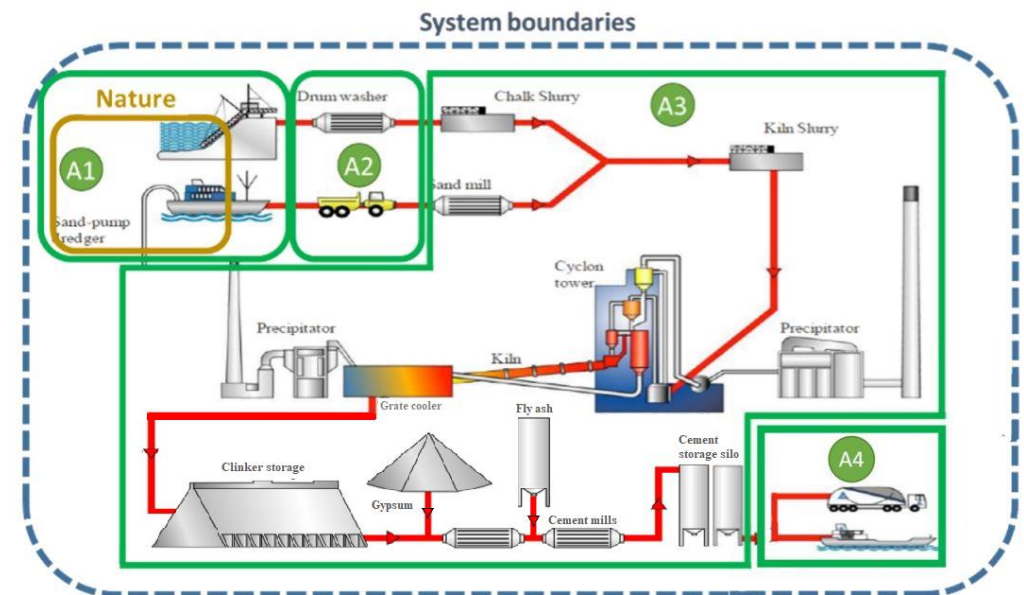 System boundaries
Nature
A1
Sand-pump
dredger
A2
Drum washer
Chalk Slurry
A3
Kiln Slurry
Sand mill
Cyclon
tower
Precipitator
Kiln
Precipitator
Grate cooler
Fly ash
Clinker storage
Gypsum
Cement mills
Cement
storage silo
A4